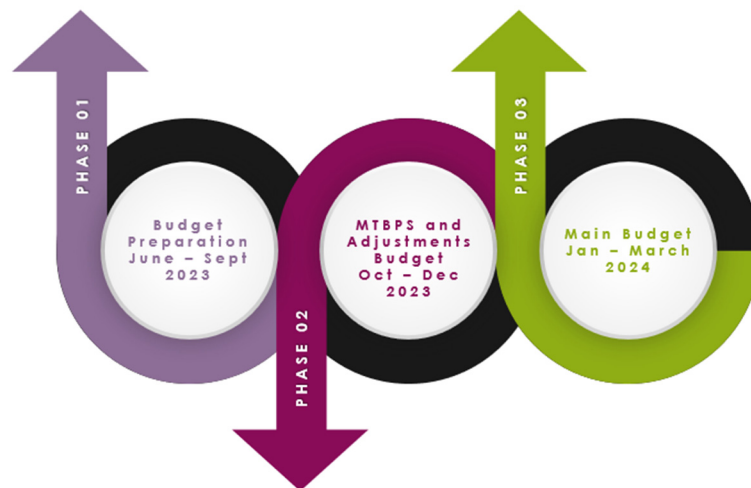 PHASE 01
Budget
Preparation
June – Sept
2023
PHASE 02
MTBPS and
Adjustments
Budget
Oct – Dec
2023
PHASE 03
Main Budget
Jan – March
2024